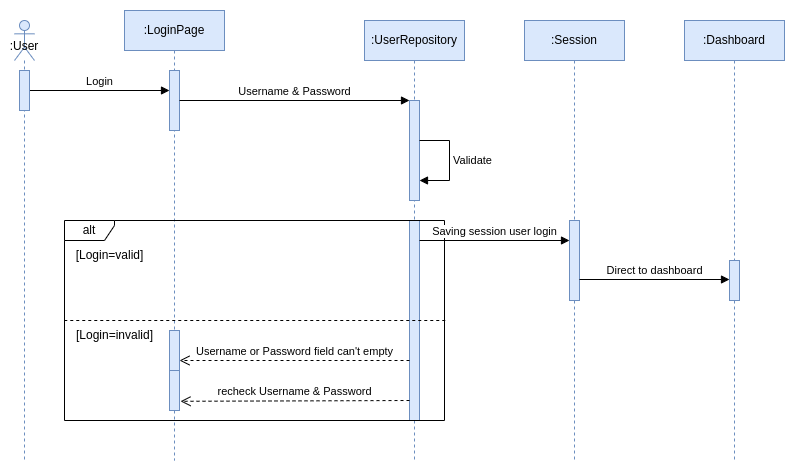 :User
:LoginPage
:UserRepository
:Session
:Dashboard
Login
Username & Password
Validate
alt
Saving session user login
[Login=valid]
Direct to dashboard
[Login=invalid]
Username or Password field can't empty
recheck Username & Password